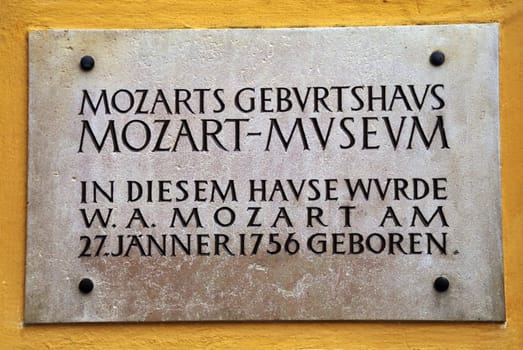 MOZARTS GEBVRTSHAVS
MOZART-MVSEVM
IN DIESEM HAVSE WVRDE
W. A. MOZART AM
27. JÄNNER 1756 GEBOREN.